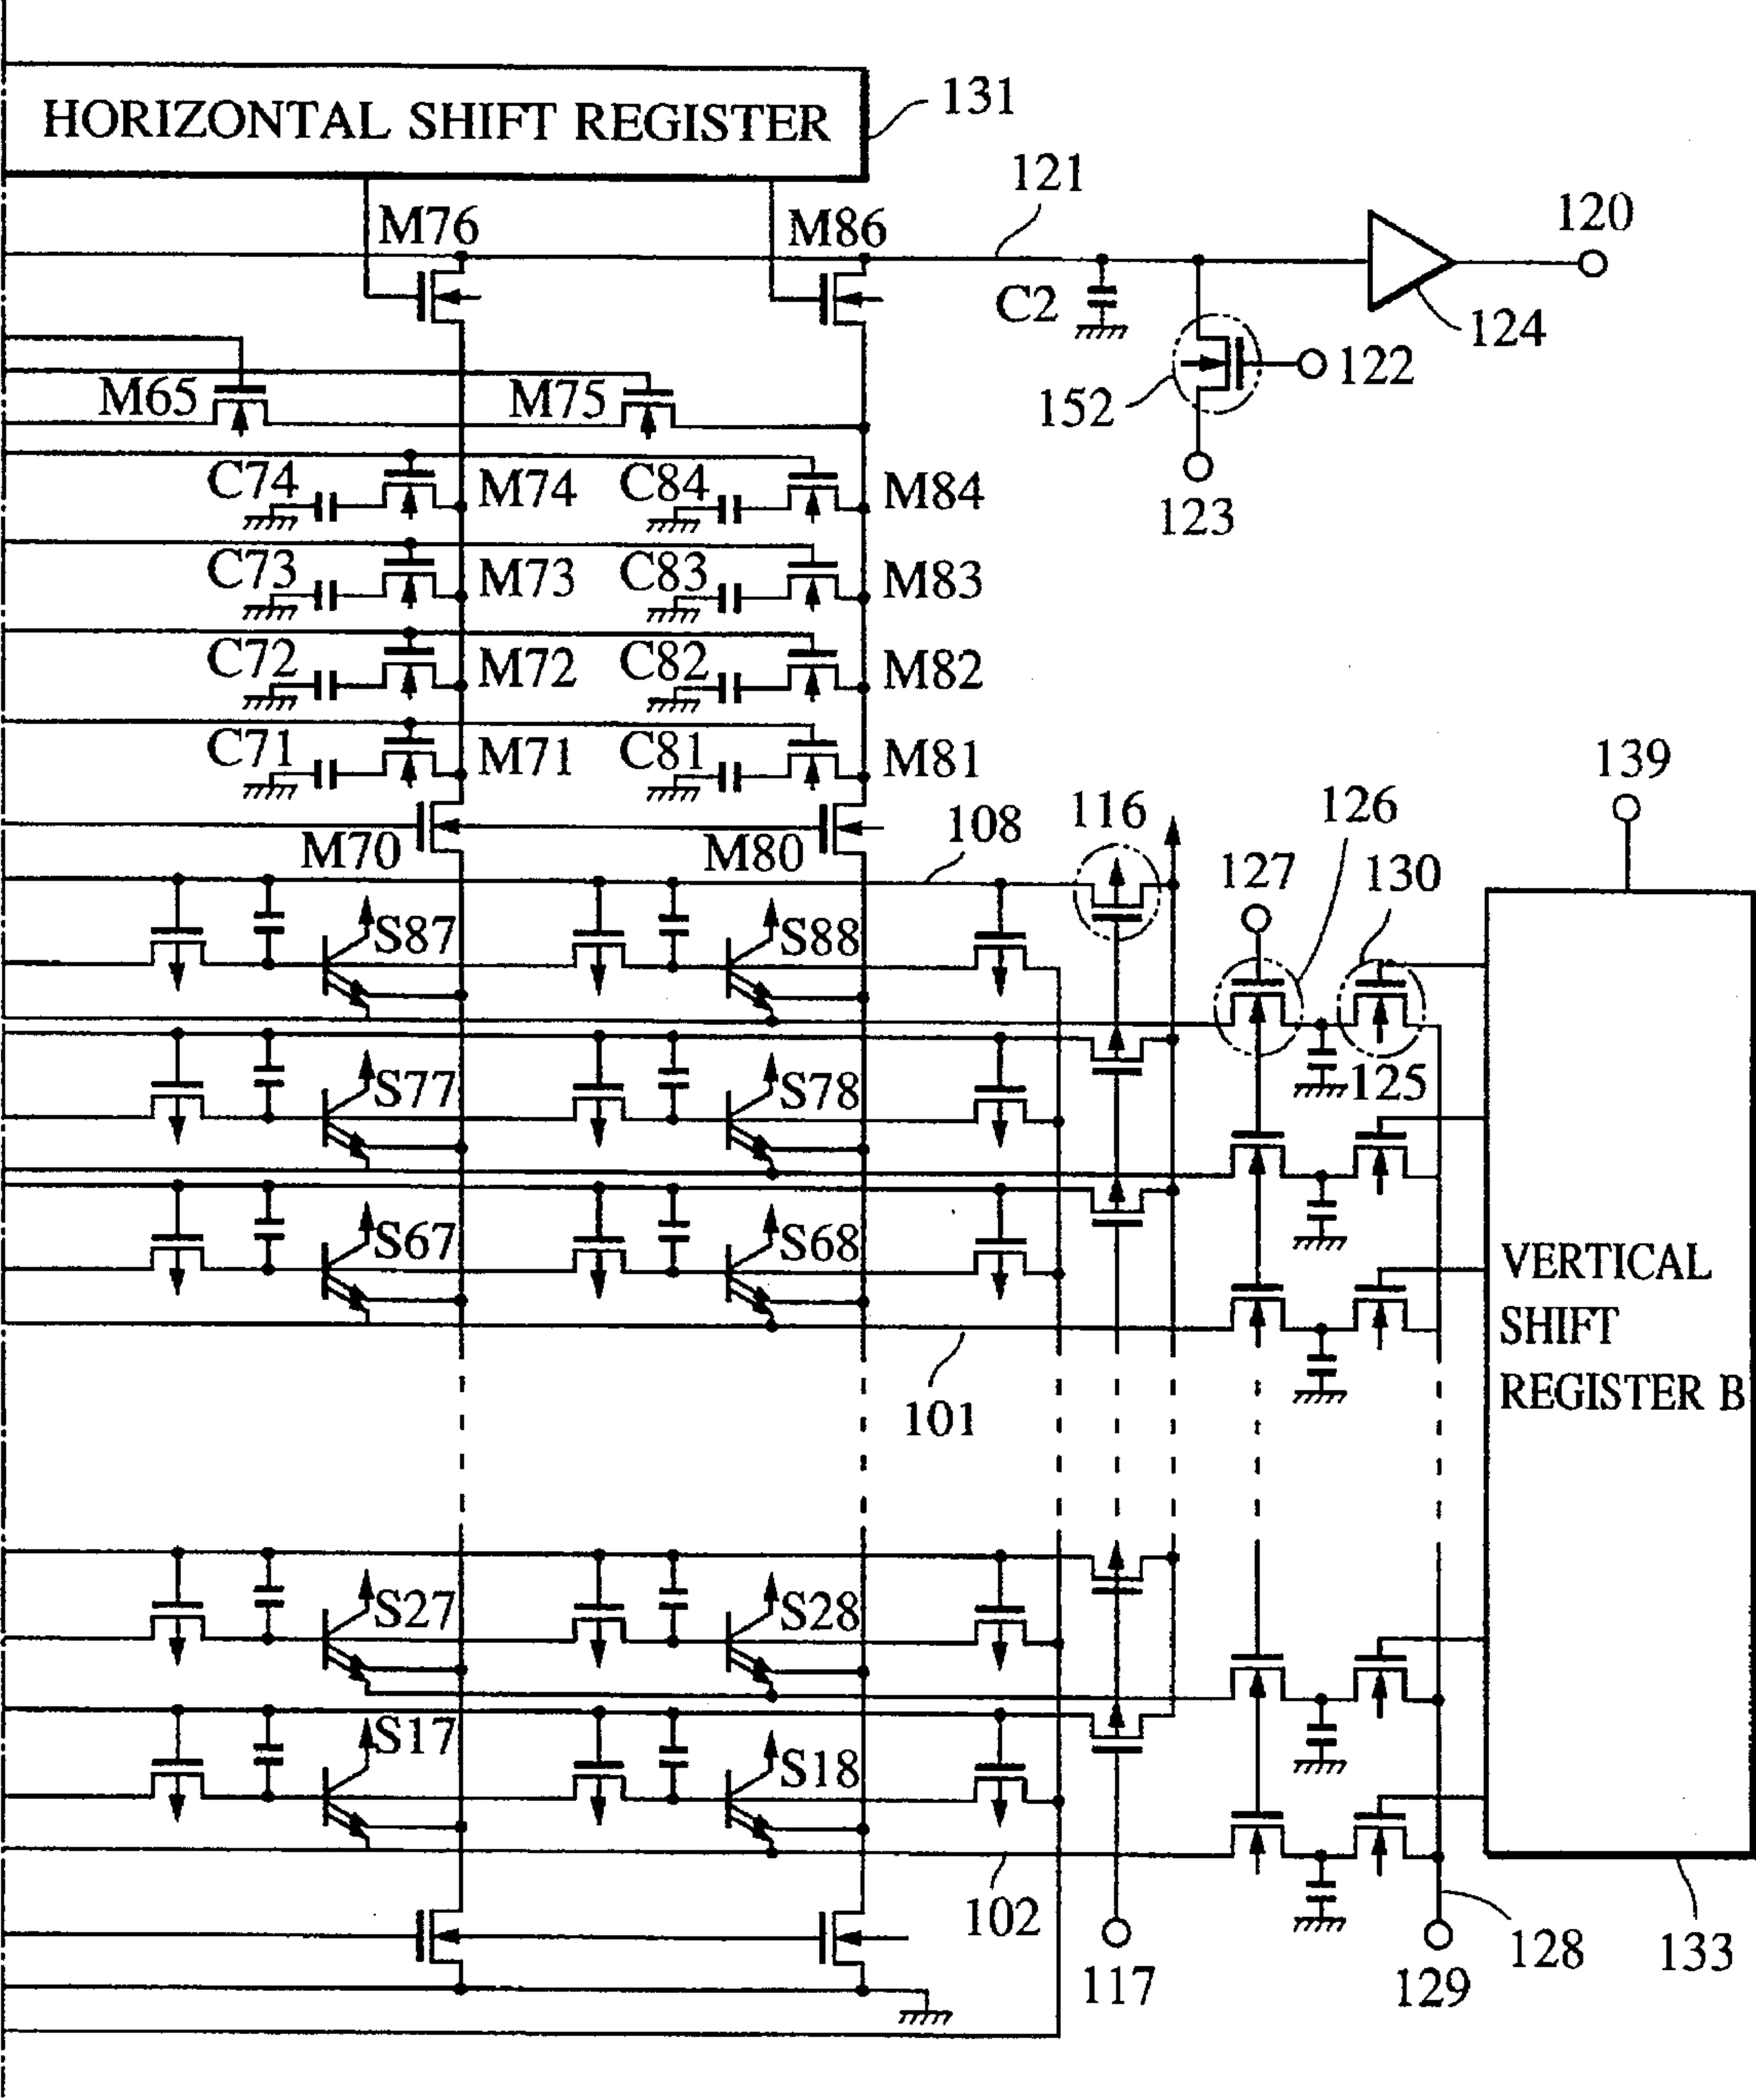 HORIZONTAL SHIFT REGISTER
131
M76
M86
121
120
C2
124
M65
M75
152
122
123
C74
M74
C84
M84
C73
M73
C83
M83
C72
M72
C82
M82
C71
M71
C81
M81
139
M70
M80
108
116
126
127
130
S87
S88
125
S77
S78
S67
S68
VERTICAL
SHIFT
REGISTER B
101
S27
S28
S17
S18
102
117
129
128
133